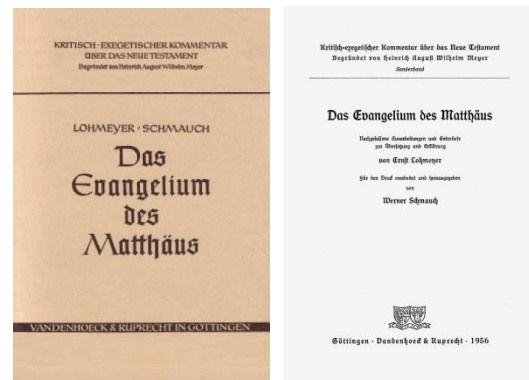 KRITISCH · EXEGETISCHER KOMMENTAR
ÜBER DAS NEUE TESTAMENT
Begründet von Heinrich August Wilhelm Meyer
LOHMEYER · SCHMAUCH
Das
Evangelium
des
Matthäus
VANDENHOECK & RUPRECHT IN GÖTTINGEN
Kritisch-exegetischer Kommentar über das Neue Testament
Begründet von Heinrich August Wilhelm Meyer
Sonderband
Das Evangelium des Matthäus
Nachgelassene Ausarbeitungen und Entwürfe
zur Übersetzung und Erklärung
von Ernst Lohmeyer
Für den Druck erarbeitet und herausgegeben
von
Werner Schmauch
Göttingen · Vandenhoeck & Ruprecht · 1956